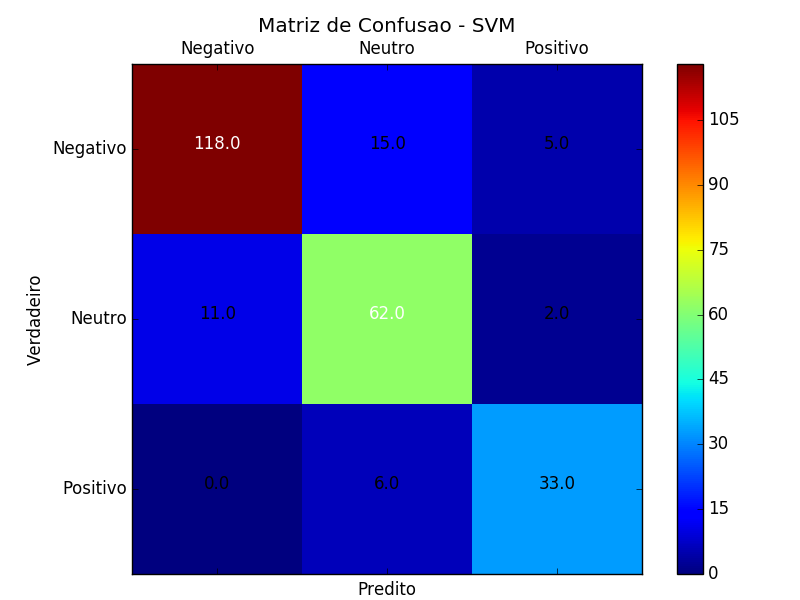 Matriz de Confusao - SVM
Negativo Neutro Positivo
Negativo 118.0 15.0 5.0
Neutro 11.0 62.0 2.0
Positivo 0.0 6.0 33.0
Verdadeiro
Predito
105
90
75
60
45
30
15
0